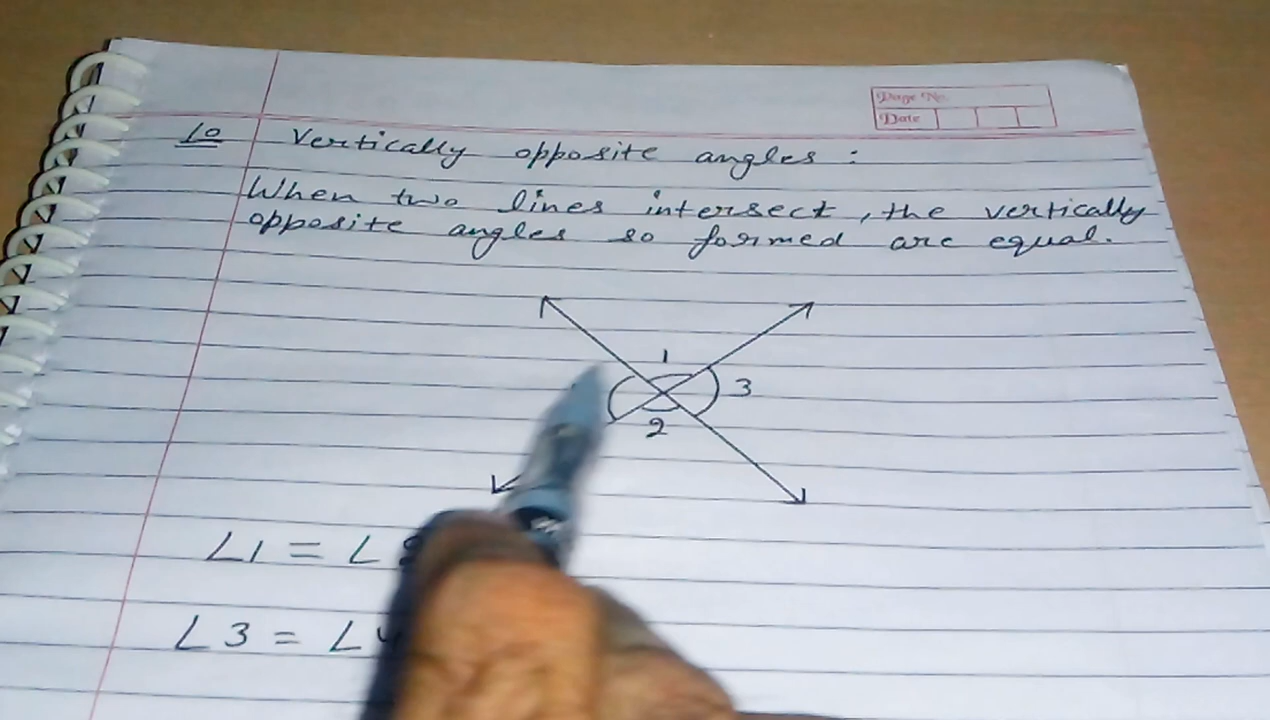 Page No.
Date
10 Vertically opposite angles :
When two lines intersect, the vertically
opposite angles so formed are equal.
1
3
2
∠1 = ∠
∠3 = ∠4